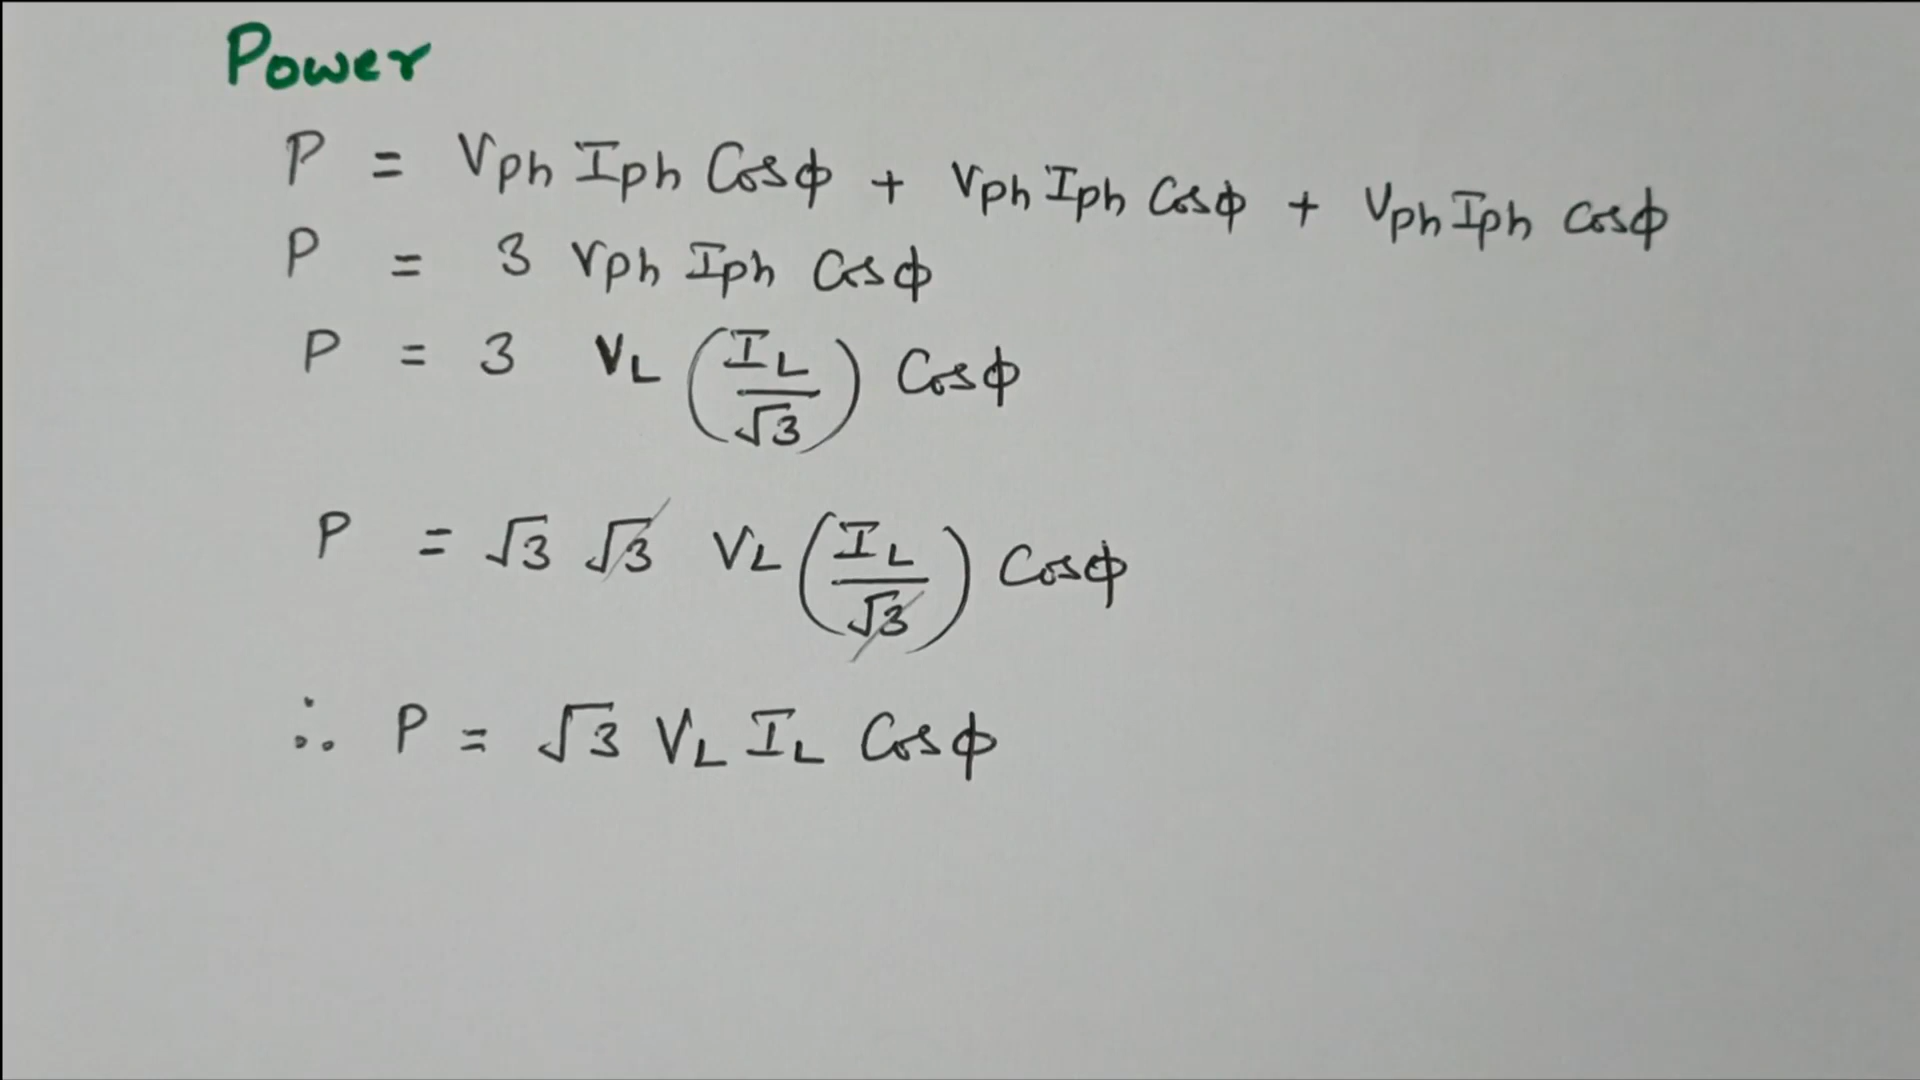 Power
P = Vph Iph Cosϕ + Vph Iph Cosϕ + Vph Iph Cosϕ
P = 3 Vph Iph Cosϕ
P = 3 VL (IL/√3) Cosϕ
P = √3 √3 VL (IL/√3) Cosϕ
∴ P = √3 VL IL Cosϕ